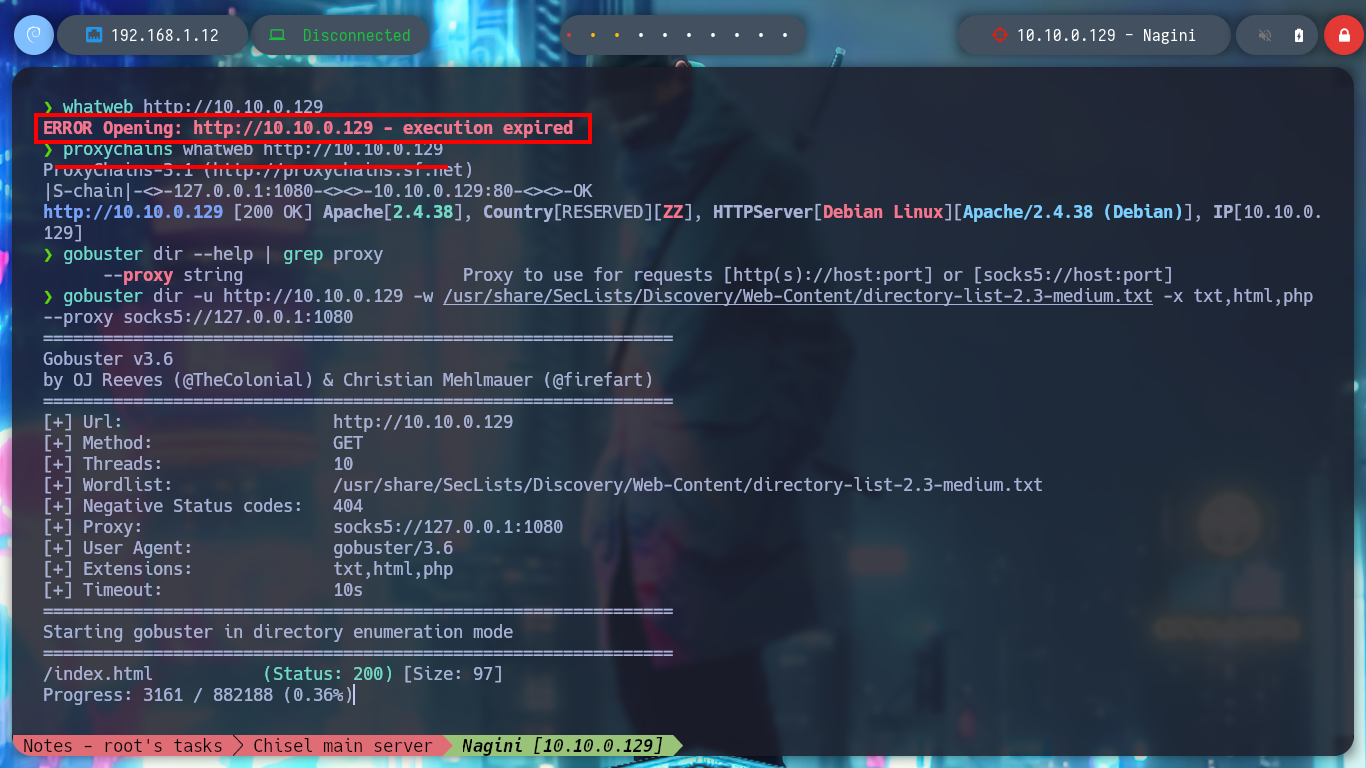 192.168.1.12
Disconnected
10.10.0.129 - Nagini
❯ whatweb http://10.10.0.129
ERROR Opening: http://10.10.0.129 - execution expired
❯ proxychains whatweb http://10.10.0.129
ProxyChains-3.1 (http://proxychains.sf.net)
|S-chain|-<>-127.0.0.1:1080-<><>-10.10.0.129:80-<><>-OK
http://10.10.0.129 [200 OK] Apache[2.4.38], Country[RESERVED][ZZ], HTTPServer[Debian Linux][Apache/2.4.38 (Debian)], IP[10.10.0.
129]
❯ gobuster dir --help | grep proxy
--proxy string Proxy to use for requests [http(s)://host:port] or [socks5://host:port]
❯ gobuster dir -u http://10.10.0.129 -w /usr/share/SecLists/Discovery/Web-Content/directory-list-2.3-medium.txt -x txt,html,php
--proxy socks5://127.0.0.1:1080
===============================================================
Gobuster v3.6
by OJ Reeves (@TheColonial) & Christian Mehlmauer (@firefart)
===============================================================
[+] Url: http://10.10.0.129
[+] Method: GET
[+] Threads: 10
[+] Wordlist: /usr/share/SecLists/Discovery/Web-Content/directory-list-2.3-medium.txt
[+] Negative Status codes: 404
[+] Proxy: socks5://127.0.0.1:1080
[+] User Agent: gobuster/3.6
[+] Extensions: txt,html,php
[+] Timeout: 10s
===============================================================
Starting gobuster in directory enumeration mode
===============================================================
/index.html (Status: 200) [Size: 97]
Progress: 3161 / 882188 (0.36%)
Notes - root's tasks
Chisel main server
Nagini [10.10.0.129]